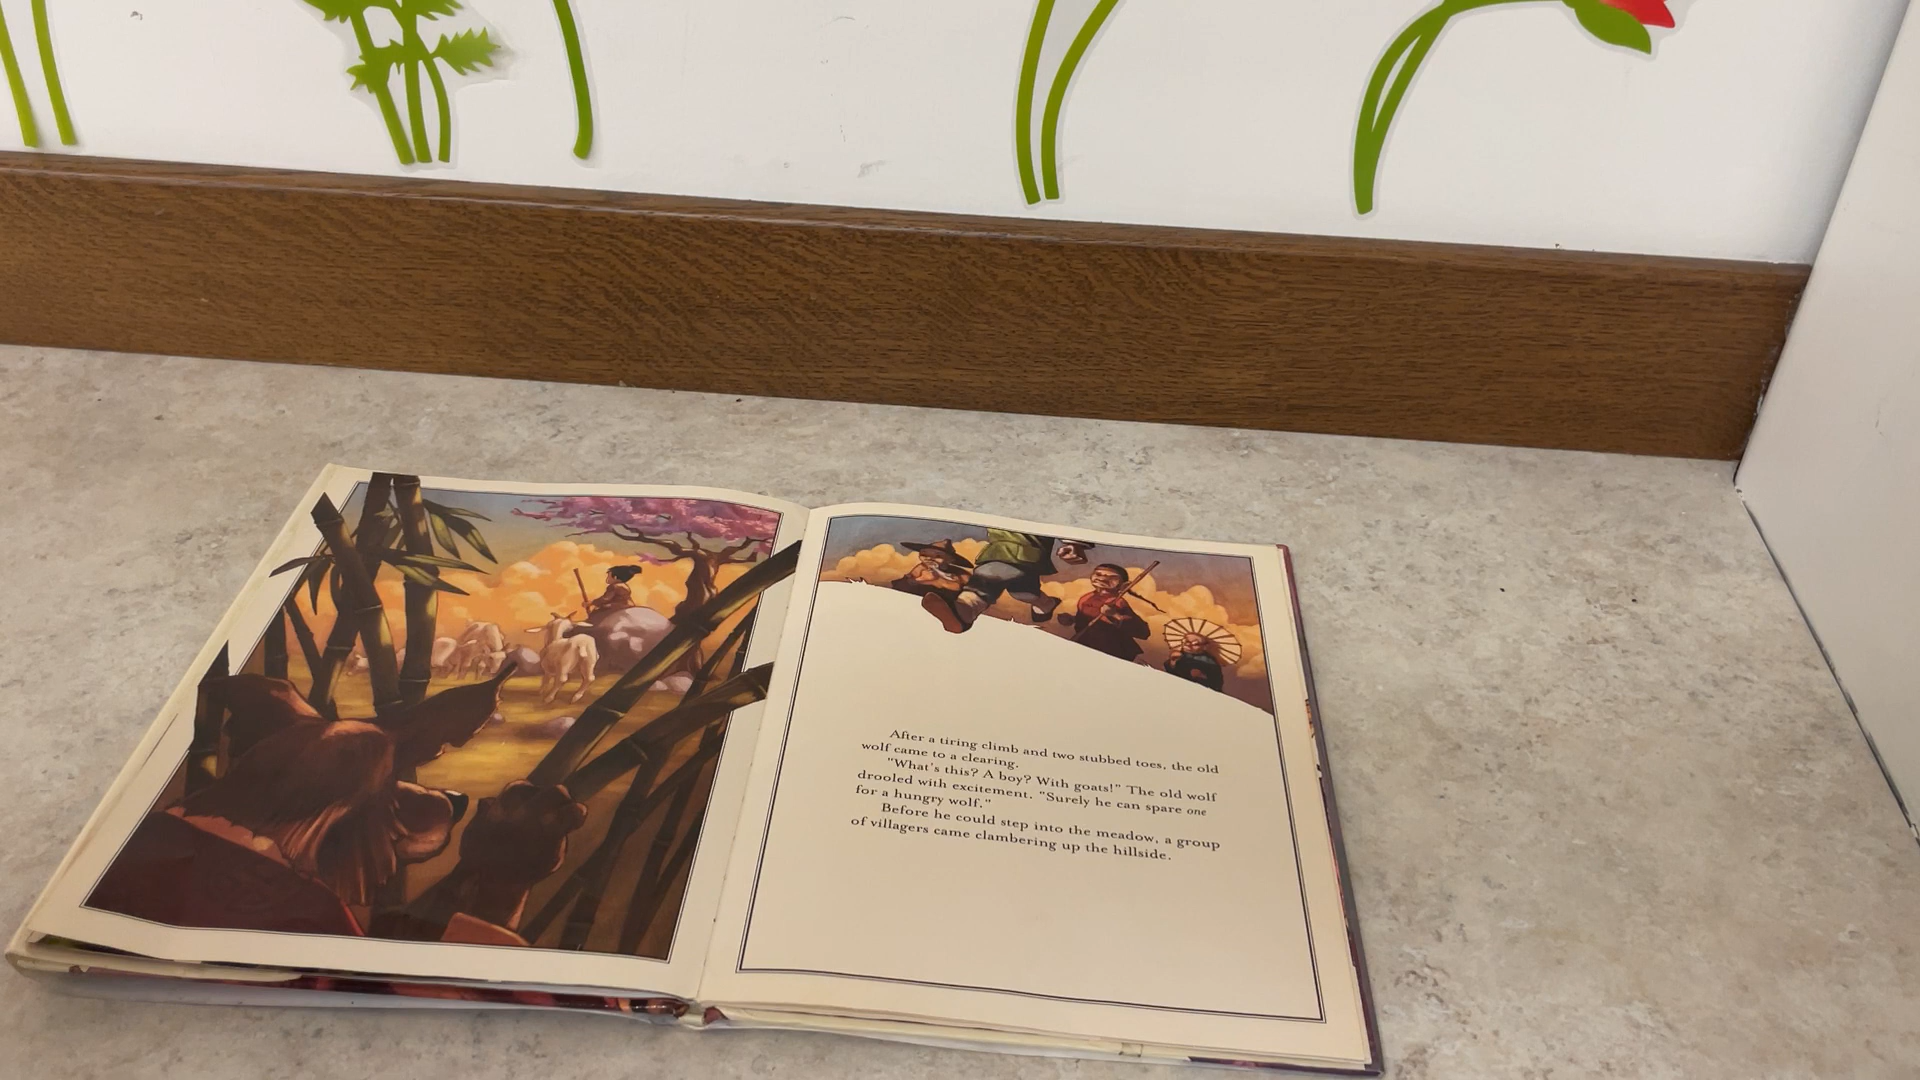 After a tiring climb and two stubbed toes, the old
wolf came to a clearing.
"What's this? A boy? With goats!" The old wolf
drooled with excitement. "Surely he can spare one
for a hungry wolf."
Before he could step into the meadow, a group
of villagers came clambering up the hillside.